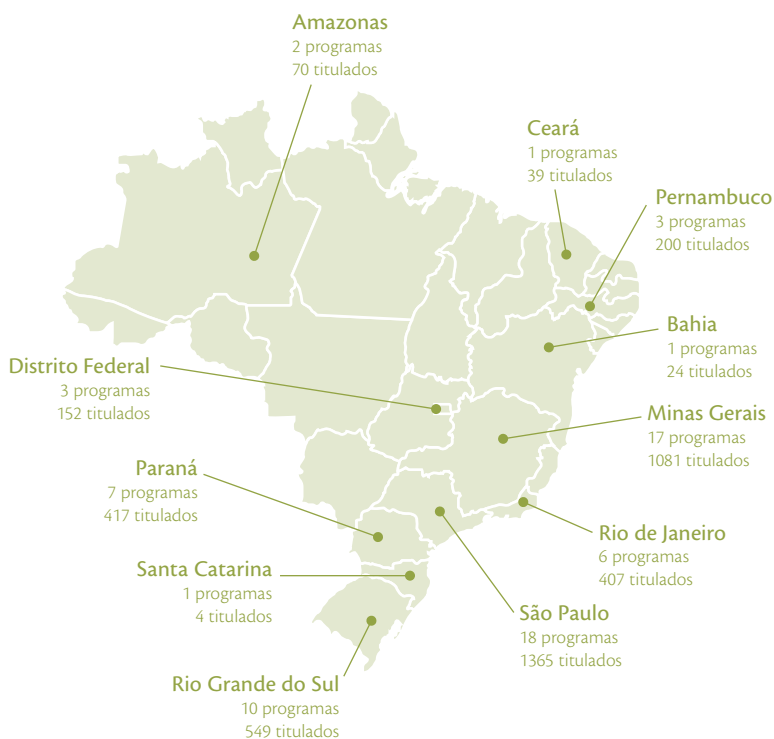 Amazonas
2 programas
70 titulados
Ceará
1 programas
39 titulados
Pernambuco
3 programas
200 titulados
Bahia
1 programas
24 titulados
Distrito Federal
3 programas
152 titulados
Minas Gerais
17 programas
1081 titulados
Paraná
7 programas
417 titulados
Rio de Janeiro
6 programas
407 titulados
Santa Catarina
1 programas
4 titulados
São Paulo
18 programas
1365 titulados
Rio Grande do Sul
10 programas
549 titulados